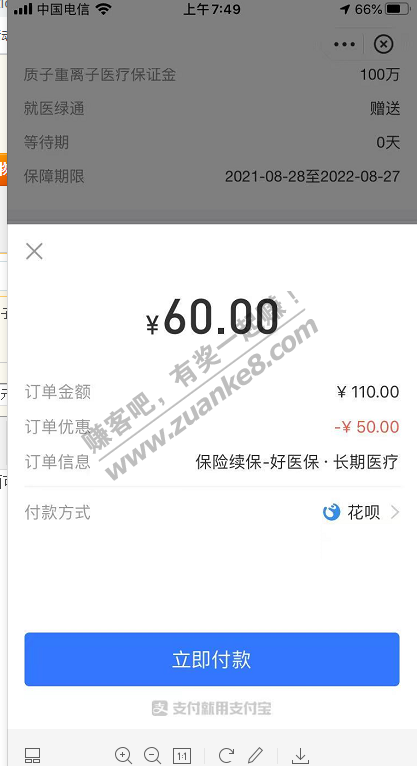 中国电信 上午7:49 66%
质子重离子医疗保证金 100万
就医绿通 赠送
等待期 0天
保障期限 2021-08-28至2022-08-27
¥60.00
订单金额 ¥ 110.00
订单优惠 -¥ 50.00
订单信息 保险续保-好医保 · 长期医疗
付款方式 花呗
立即付款
支 支付就用支付宝
赚客吧，有奖一起赚！
www.zuanke8.com
1:1